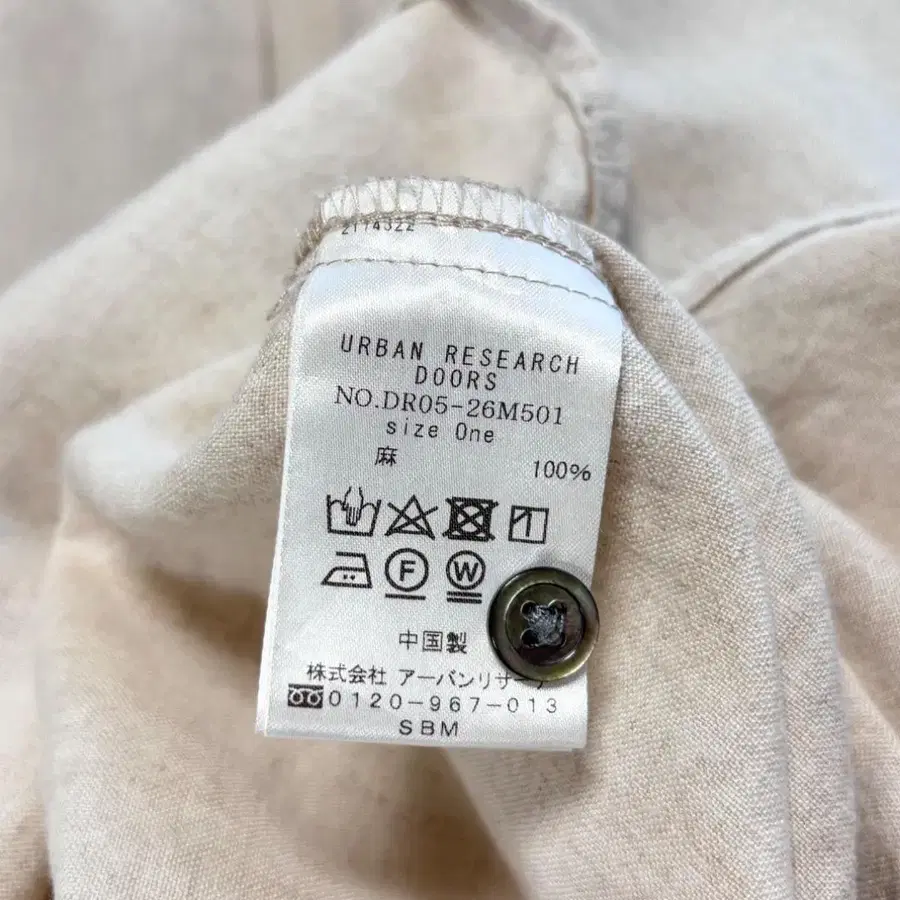 URBAN RESEARCH
DOORS
NO.DR05-26M501
size One
麻 100%
F W
中国製
株式会社 アーバンリサーチ
0120-967-013
SBM